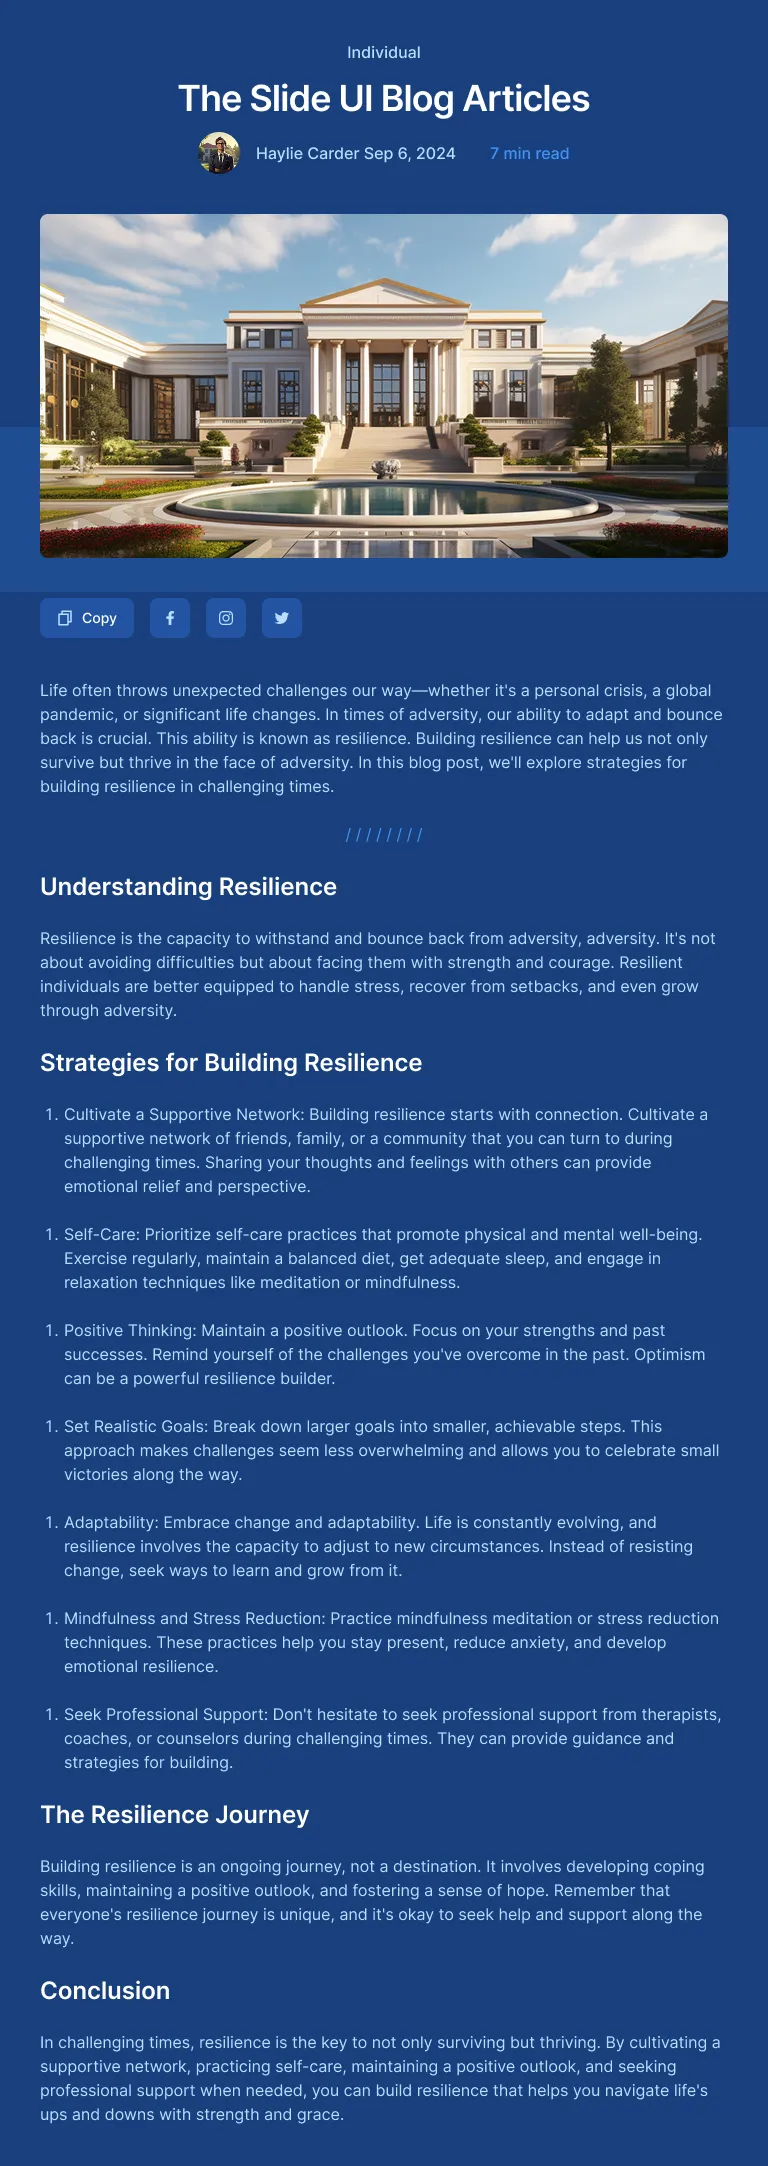 Individual
The Slide UI Blog Articles
Haylie Carder Sep 6, 2024 7 min read
Copy
Life often throws unexpected challenges our way—whether it's a personal crisis, a global
pandemic, or significant life changes. In times of adversity, our ability to adapt and bounce
back is crucial. This ability is known as resilience. Building resilience can help us not only
survive but thrive in the face of adversity. In this blog post, we'll explore strategies for
building resilience in challenging times.
/ / / / / / / /
Understanding Resilience
Resilience is the capacity to withstand and bounce back from adversity, adversity. It's not
about avoiding difficulties but about facing them with strength and courage. Resilient
individuals are better equipped to handle stress, recover from setbacks, and even grow
through adversity.
Strategies for Building Resilience
1. Cultivate a Supportive Network: Building resilience starts with connection. Cultivate a
supportive network of friends, family, or a community that you can turn to during
challenging times. Sharing your thoughts and feelings with others can provide
emotional relief and perspective.
1. Self-Care: Prioritize self-care practices that promote physical and mental well-being.
Exercise regularly, maintain a balanced diet, get adequate sleep, and engage in
relaxation techniques like meditation or mindfulness.
1. Positive Thinking: Maintain a positive outlook. Focus on your strengths and past
successes. Remind yourself of the challenges you've overcome in the past. Optimism
can be a powerful resilience builder.
1. Set Realistic Goals: Break down larger goals into smaller, achievable steps. This
approach makes challenges seem less overwhelming and allows you to celebrate small
victories along the way.
1. Adaptability: Embrace change and adaptability. Life is constantly evolving, and
resilience involves the capacity to adjust to new circumstances. Instead of resisting
change, seek ways to learn and grow from it.
1. Mindfulness and Stress Reduction: Practice mindfulness meditation or stress reduction
techniques. These practices help you stay present, reduce anxiety, and develop
emotional resilience.
1. Seek Professional Support: Don't hesitate to seek professional support from therapists,
coaches, or counselors during challenging times. They can provide guidance and
strategies for building.
The Resilience Journey
Building resilience is an ongoing journey, not a destination. It involves developing coping
skills, maintaining a positive outlook, and fostering a sense of hope. Remember that
everyone's resilience journey is unique, and it's okay to seek help and support along the
way.
Conclusion
In challenging times, resilience is the key to not only surviving but thriving. By cultivating a
supportive network, practicing self-care, maintaining a positive outlook, and seeking
professional support when needed, you can build resilience that helps you navigate life's
ups and downs with strength and grace.